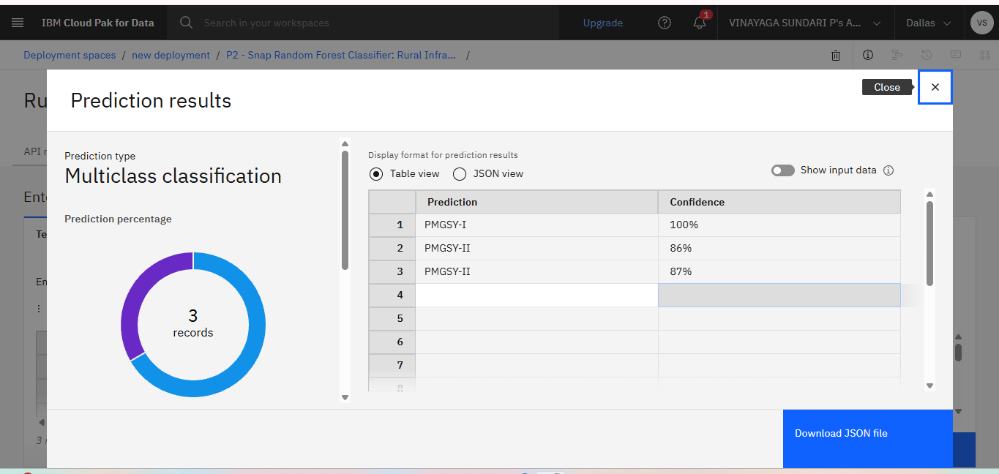 IBM Cloud Pak for Data
Search in your workspaces
Upgrade
1
VINAYAGA SUNDARI P's A...
Dallas
VS
Deployment spaces / new deployment / P2 - Snap Random Forest Classifier: Rural Infra... /
Ru
Prediction results
Close
API
Ente
Te
En
3
Prediction type
Multiclass classification
Prediction percentage
3
records
Display format for prediction results
Table view
JSON view
Show input data
Prediction Confidence
1 PMGSY-I 100%
2 PMGSY-II 86%
3 PMGSY-II 87%
4
5
6
7
8
Download JSON file